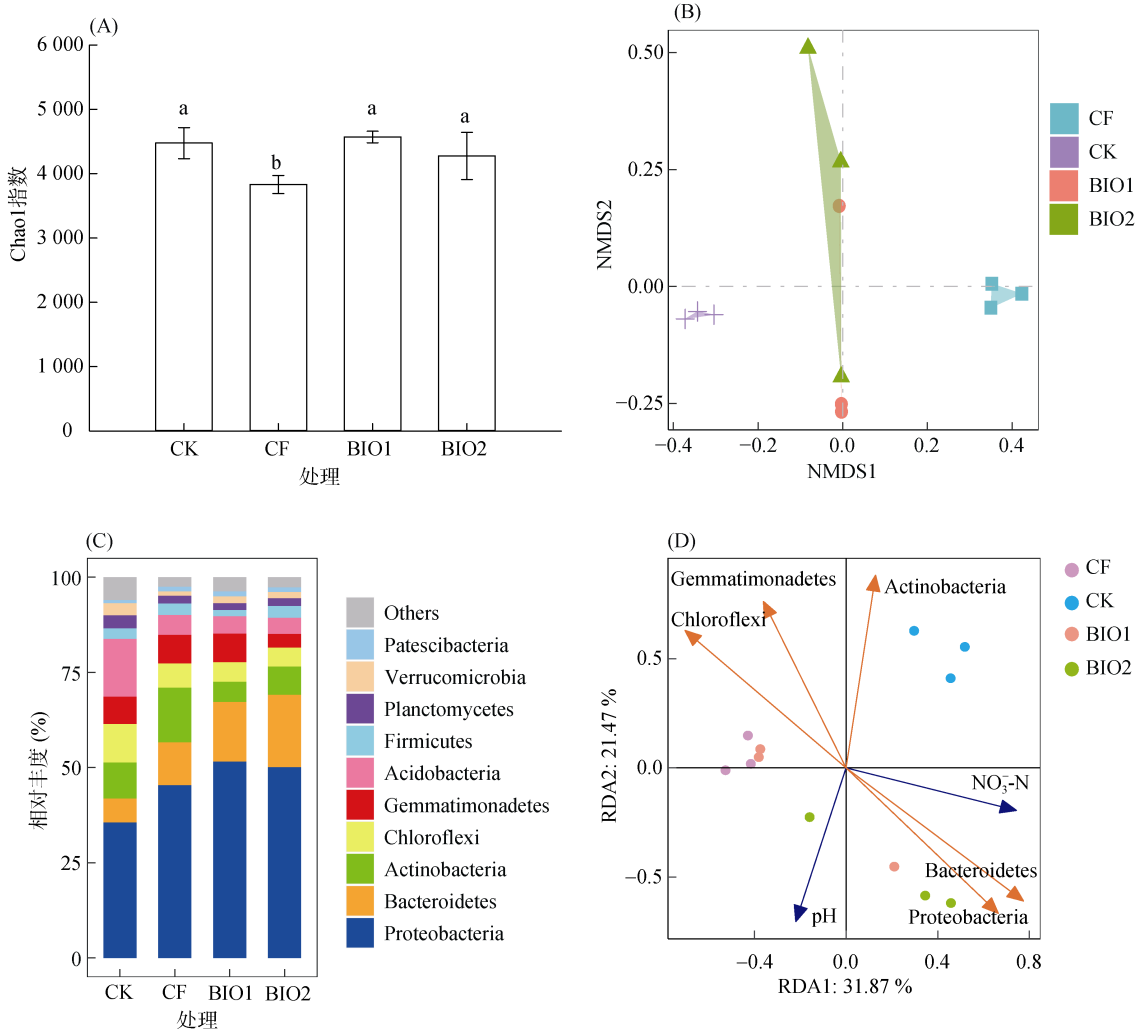 (A)
6 000
5 000
4 000
3 000
2 000
1 000
0
Chao1指数
a
b
a
a
CK
CF
BIO1
BIO2
处理
(B)
0.50
0.25
0.00
−0.25
NMDS2
−0.4
−0.2
0.0
0.2
0.4
NMDS1
CF
CK
BIO1
BIO2
(C)
100
75
50
25
0
相对丰度 (%)
CK
CF
BIO1
BIO2
处理
Others
Patescibacteria
Verrucomicrobia
Planctomycetes
Firmicutes
Acidobacteria
Gemmatimonadetes
Chloroflexi
Actinobacteria
Bacteroidetes
Proteobacteria
(D)
Gemmatimonadetes
Actinobacteria
Chloroflexi
NO₃⁻-N
Bacteroidetes
pH
Proteobacteria
0.5
0.0
−0.5
RDA2: 21.47 %
−0.4
0.0
0.4
0.8
RDA1: 31.87 %
CF
CK
BIO1
BIO2